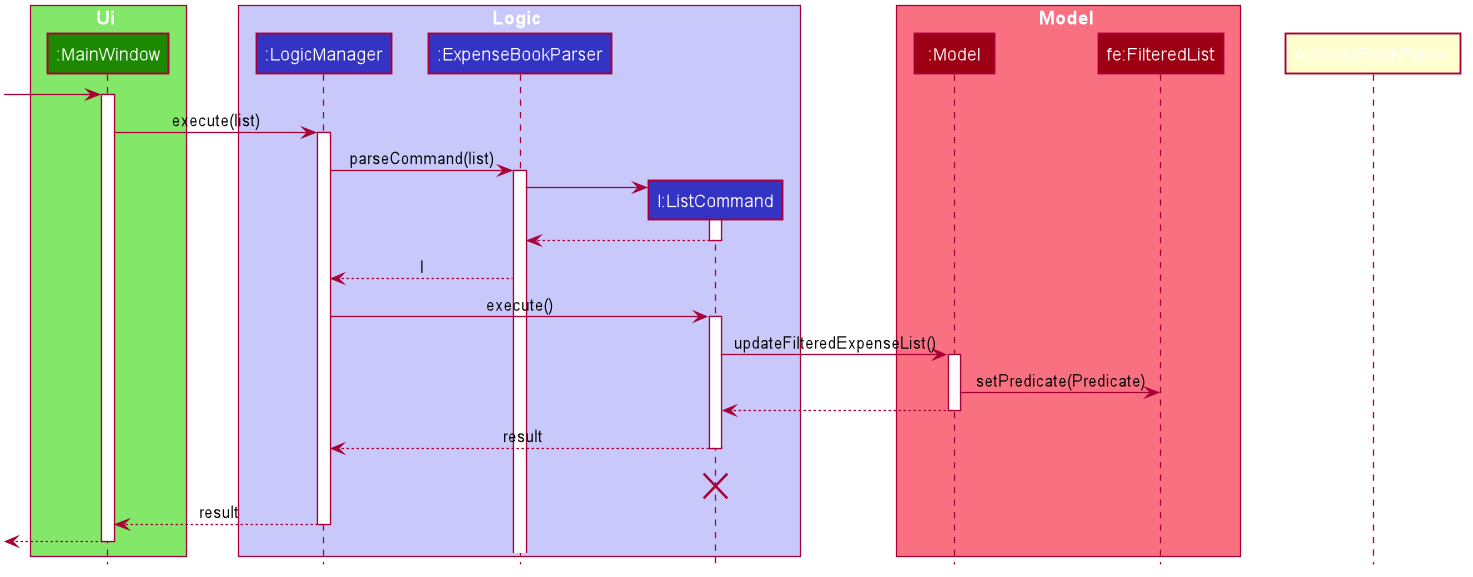 Ui
Logic
Model
:MainWindow
:LogicManager
:ExpenseBookParser
:Model
fe:FilteredList
AddressBookParser
execute(list)
parseCommand(list)
l:ListCommand
l
execute()
updateFilteredExpenseList()
setPredicate(Predicate)
result
result